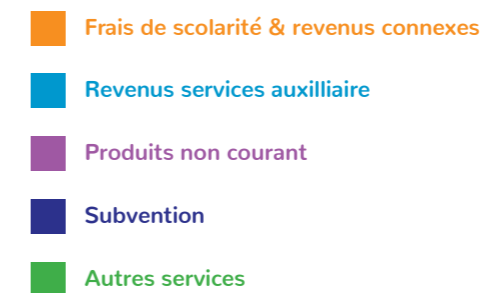 Frais de scolarité & revenus connexes
Revenus services auxilliaire
Produits non courant
Subvention
Autres services